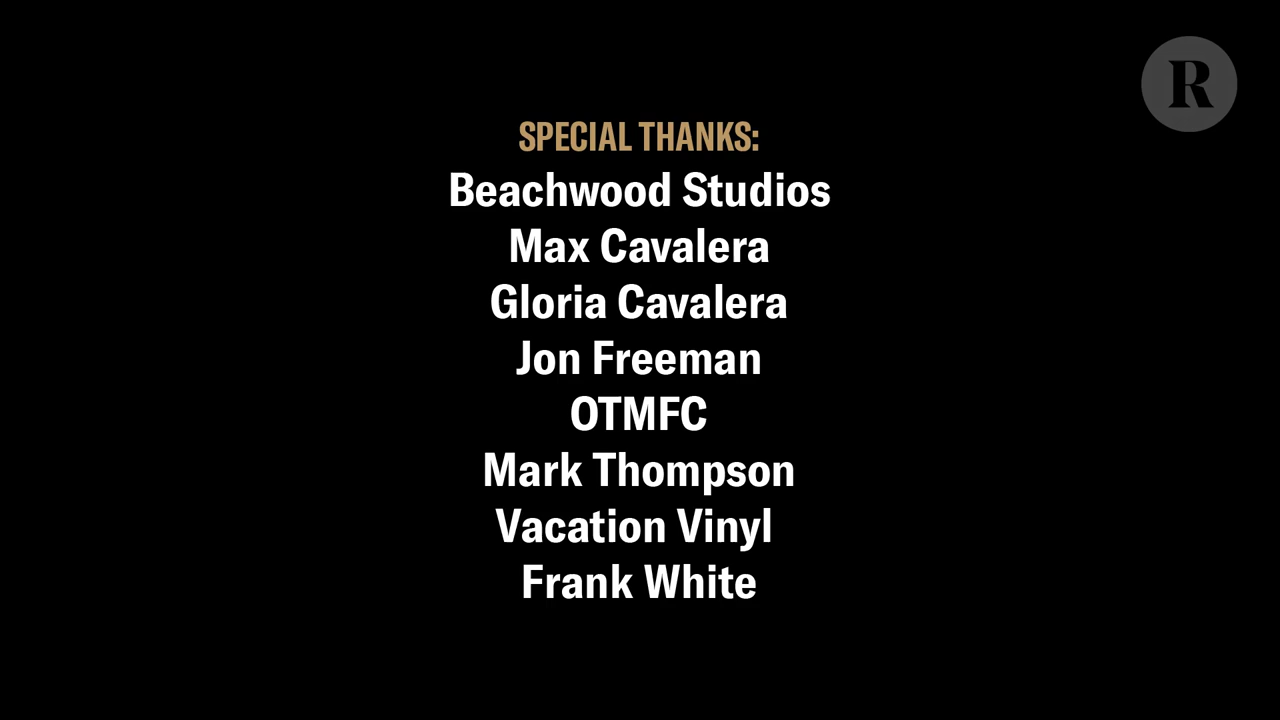 R
SPECIAL THANKS:
Beachwood Studios
Max Cavalera
Gloria Cavalera
Jon Freeman
OTMFC
Mark Thompson
Vacation Vinyl
Frank White